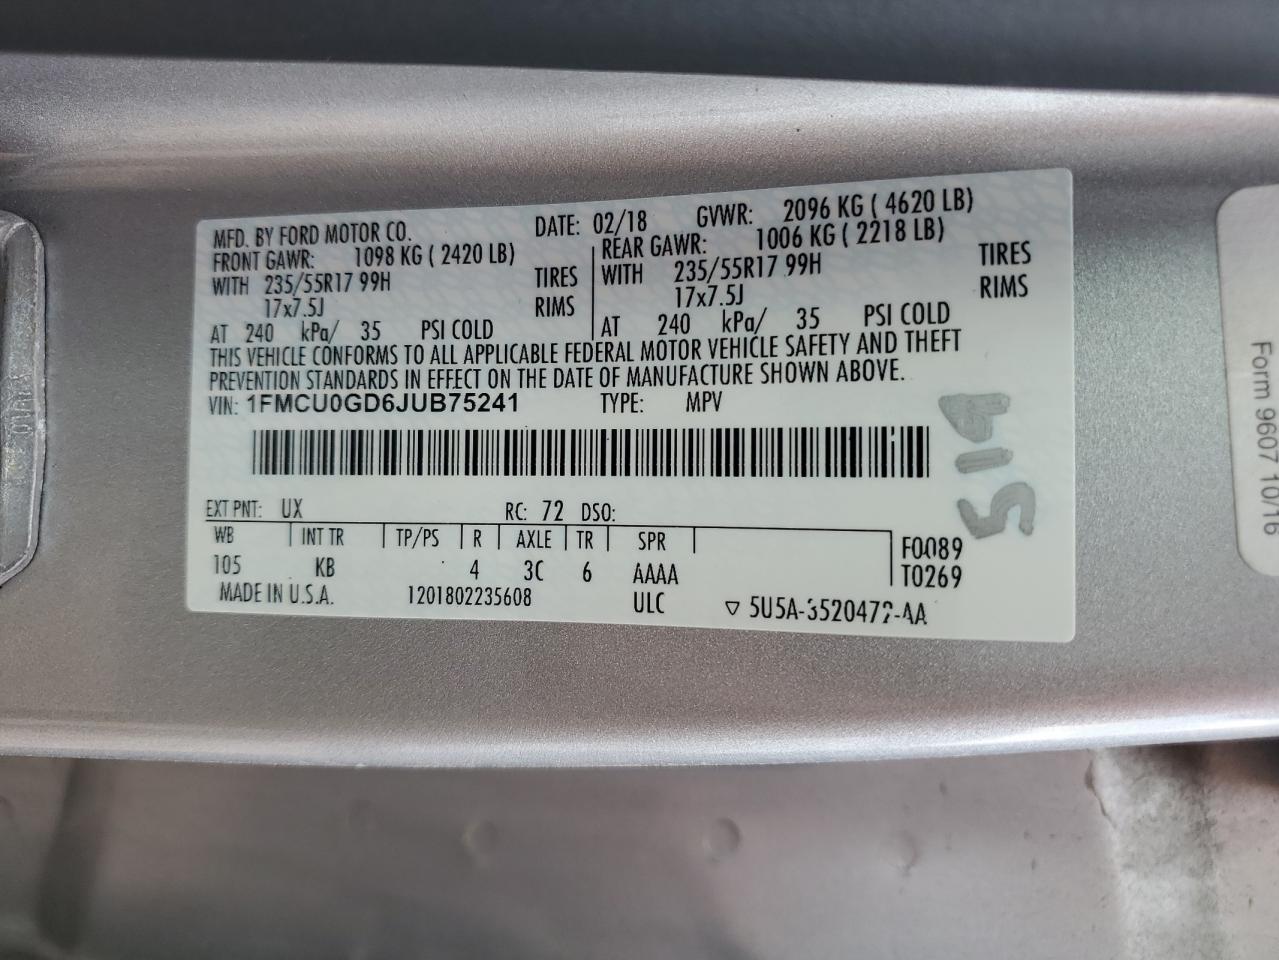 MFD. BY FORD MOTOR CO. DATE: 02/18 GVWR: 2096 KG ( 4620 LB)
FRONT GAWR: 1098 KG ( 2420 LB) REAR GAWR: 1006 KG ( 2218 LB)
WITH 235/55R17 99H TIRES WITH 235/55R17 99H TIRES
17x7.5J RIMS 17x7.5J RIMS
AT 240 kPa/ 35 PSI COLD AT 240 kPa/ 35 PSI COLD
THIS VEHICLE CONFORMS TO ALL APPLICABLE FEDERAL MOTOR VEHICLE SAFETY AND THEFT
PREVENTION STANDARDS IN EFFECT ON THE DATE OF MANUFACTURE SHOWN ABOVE.
VIN: 1FMCU0GD6JUB75241 TYPE: MPV
EXT PNT: UX RC: 72 DSO:
WB INT TR TP/PS R AXLE TR SPR F0089
105 KB 4 3C 6 AAAA T0269
MADE IN U.S.A. 1201802235608 ULC ▽ 5U5A-3520472-AA
514
Form 9607 10/16